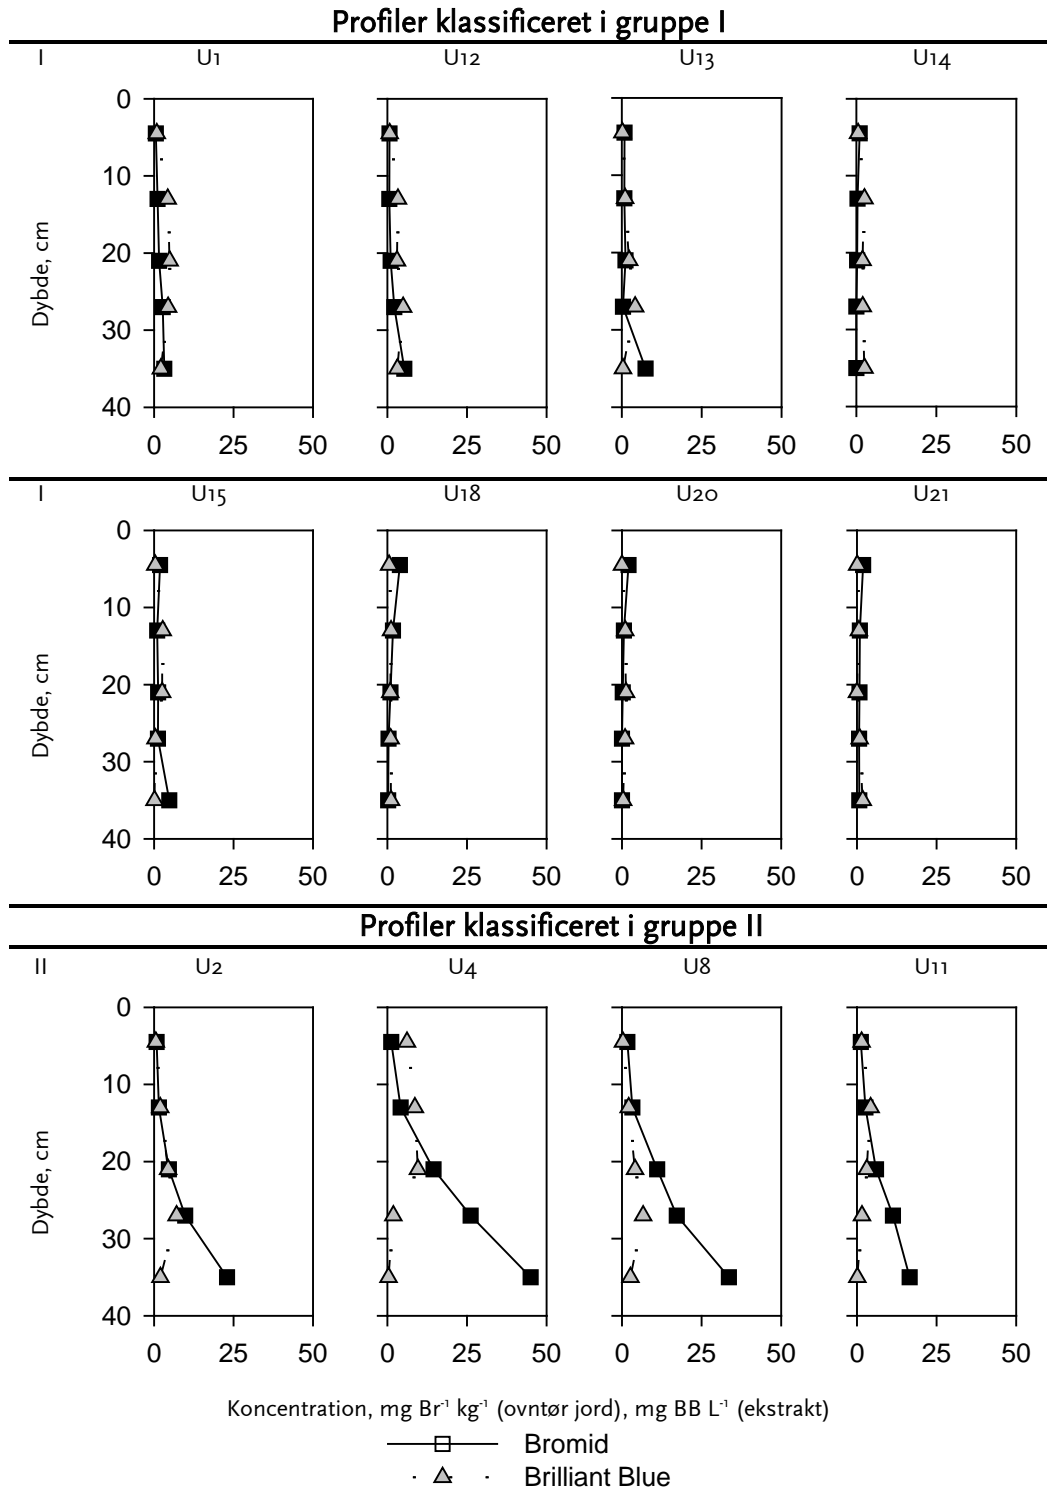 Profiler klassificeret i gruppe I
I U1 U12 U13 U14
0
10
20
30
40
Dybde, cm
0 25 50 0 25 50 0 25 50 0 25 50
I U15 U18 U20 U21
0
10
20
30
40
Dybde, cm
0 25 50 0 25 50 0 25 50 0 25 50
Profiler klassificeret i gruppe II
II U2 U4 U8 U11
0
10
20
30
40
Dybde, cm
0 25 50 0 25 50 0 25 50 0 25 50
Koncentration, mg Br⁻¹ kg⁻¹ (ovntør jord), mg BB L⁻¹ (ekstrakt)
Bromid
Brilliant Blue